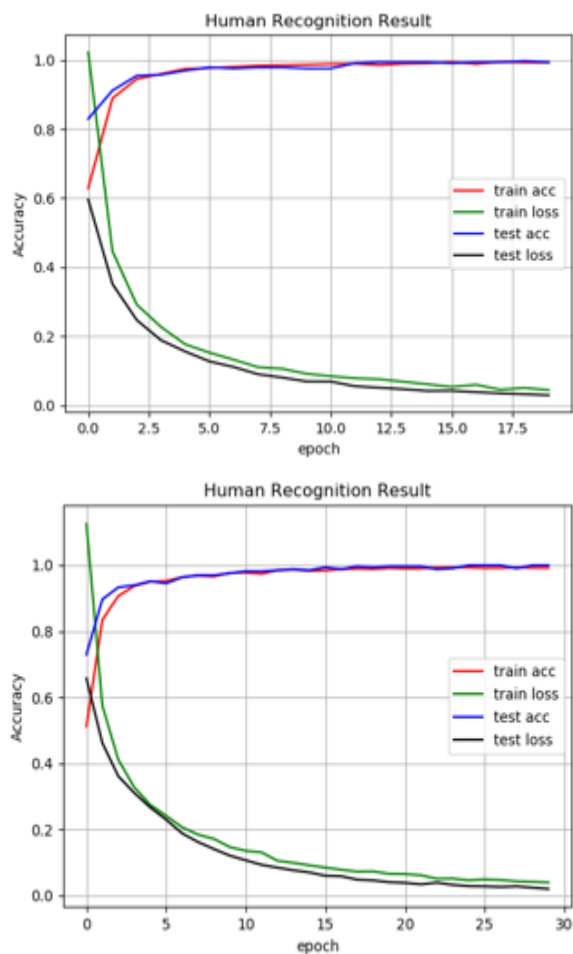 Human Recognition Result
1.0
0.8
0.6
0.4
0.2
0.0
Accuracy
train acc
train loss
test acc
test loss
0.0 2.5 5.0 7.5 10.0 12.5 15.0 17.5
epoch
Human Recognition Result
1.0
0.8
0.6
0.4
0.2
0.0
Accuracy
train acc
train loss
test acc
test loss
0 5 10 15 20 25 30
epoch